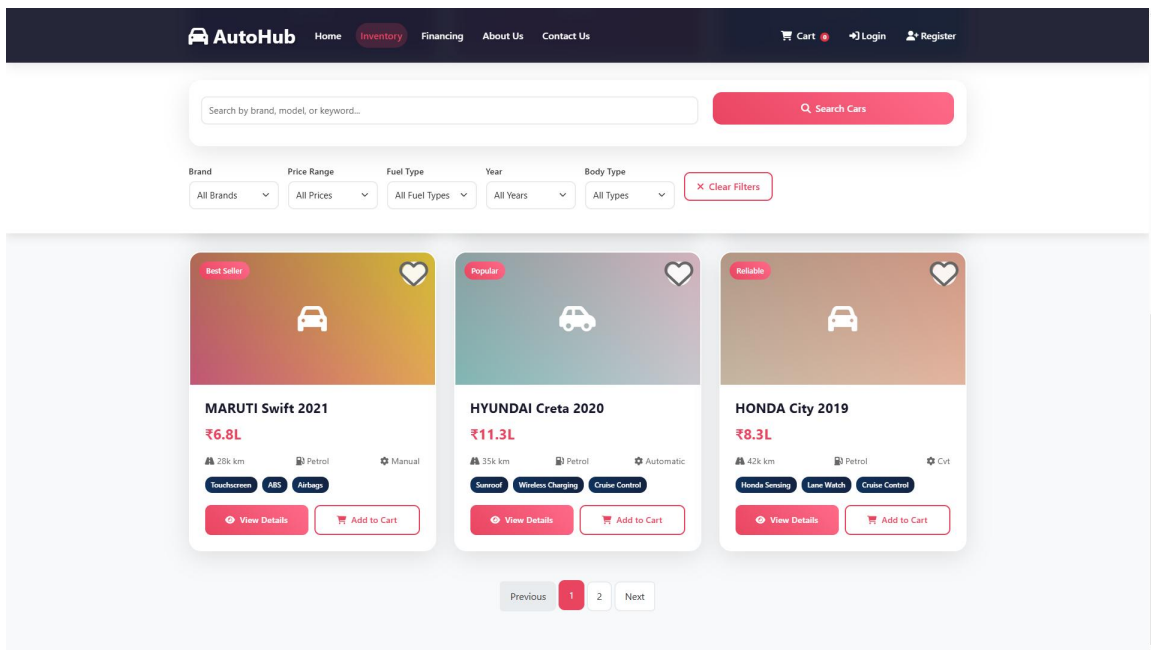 AutoHub Home Inventory Financing About Us Contact Us Cart 0 Login Register
Search by brand, model, or keyword... Search Cars
Brand Price Range Fuel Type Year Body Type
All Brands All Prices All Fuel Types All Years All Types × Clear Filters
Best Seller Popular Reliable
MARUTI Swift 2021 HYUNDAI Creta 2020 HONDA City 2019
₹6.8L ₹11.3L ₹8.3L
28k km Petrol Manual 35k km Petrol Automatic 42k km Petrol Cvt
Touchscreen ABS Airbags Sunroof Wireless Charging Cruise Control Honda Sensing Lane Watch Cruise Control
View Details Add to Cart View Details Add to Cart View Details Add to Cart
Previous 1 2 Next